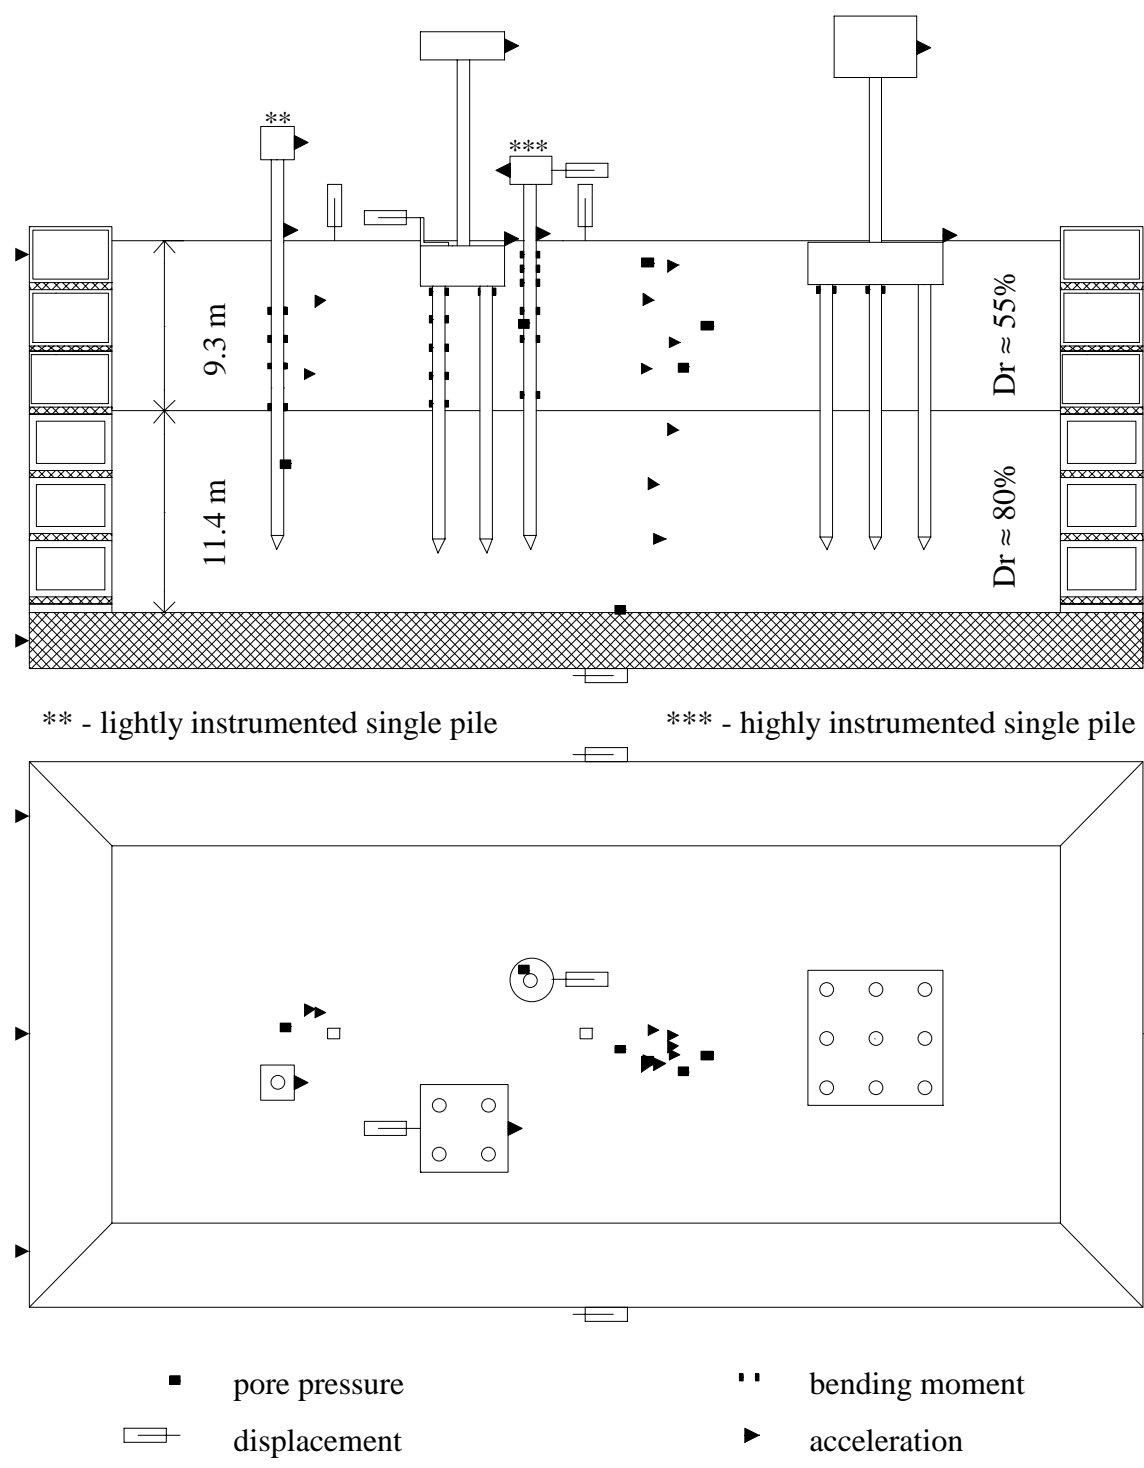 **
***
9.3 m
Dr ≈ 55%
11.4 m
Dr ≈ 80%
** - lightly instrumented single pile
*** - highly instrumented single pile
pore pressure
bending moment
displacement
acceleration